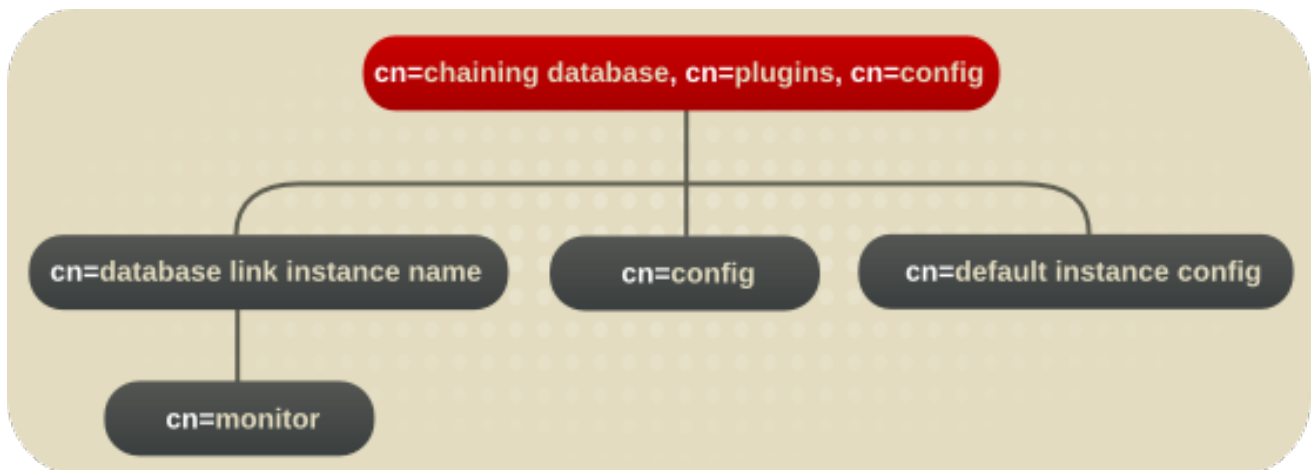 cn=chaining database, cn=plugins, cn=config
cn=database link instance name
cn=config
cn=default instance config
cn=monitor